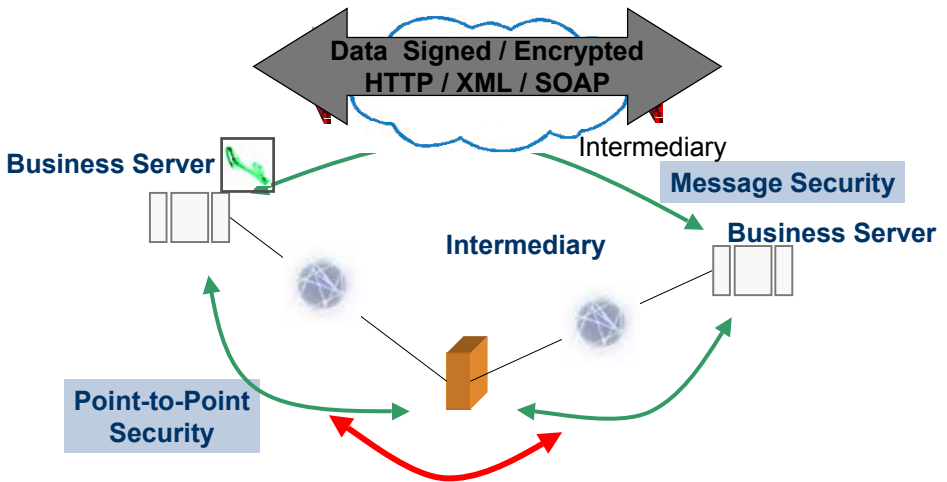 Data Signed / Encrypted
HTTP / XML / SOAP
Intermediary
Business Server
Message Security
Business Server
Intermediary
Point-to-Point
Security